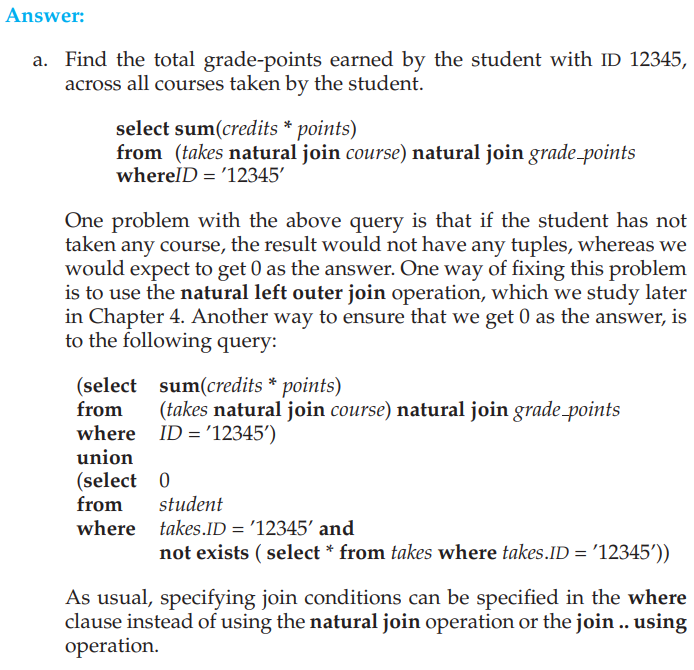 Answer:
a. Find the total grade-points earned by the student with ID 12345,
across all courses taken by the student.
select sum(credits * points)
from (takes natural join course) natural join grade_points
whereID = ′12345′
One problem with the above query is that if the student has not
taken any course, the result would not have any tuples, whereas we
would expect to get 0 as the answer. One way of fixing this problem
is to use the natural left outer join operation, which we study later
in Chapter 4. Another way to ensure that we get 0 as the answer, is
to the following query:
(select sum(credits * points)
from (takes natural join course) natural join grade_points
where ID = ′12345′)
union
(select 0
from student
where takes.ID = ′12345′ and
not exists ( select * from takes where takes.ID = ′12345′))
As usual, specifying join conditions can be specified in the where
clause instead of using the natural join operation or the join .. using
operation.